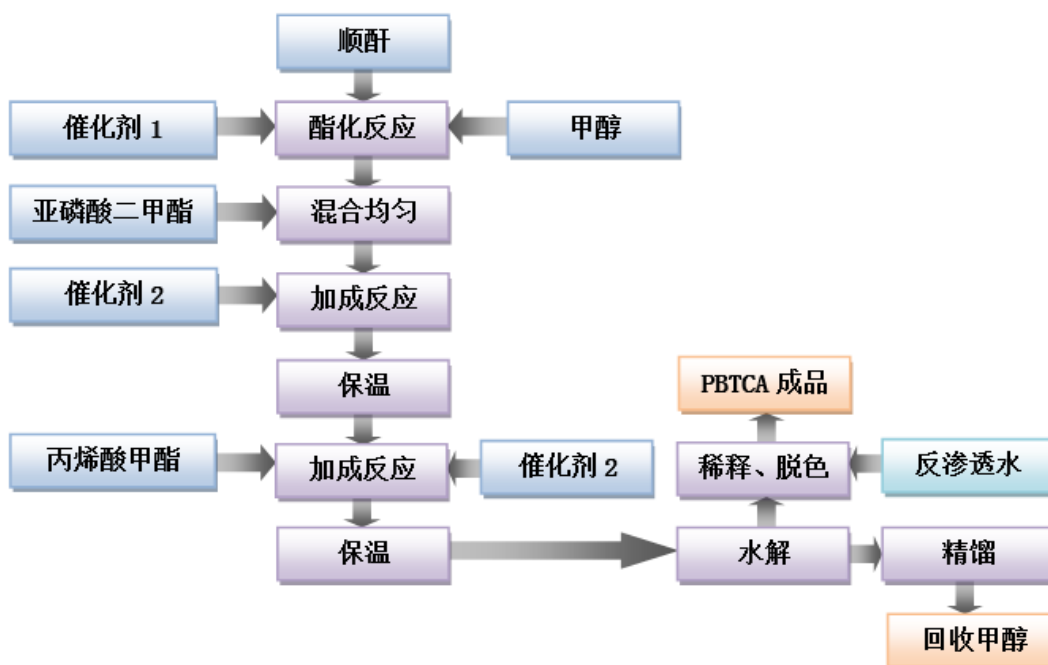 顺酐
催化剂 1
酯化反应
甲醇
亚磷酸二甲酯
混合均匀
催化剂 2
加成反应
保温
PBTCA 成品
丙烯酸甲酯
加成反应
催化剂 2
稀释、脱色
反渗透水
保温
水解
精馏
回收甲醇